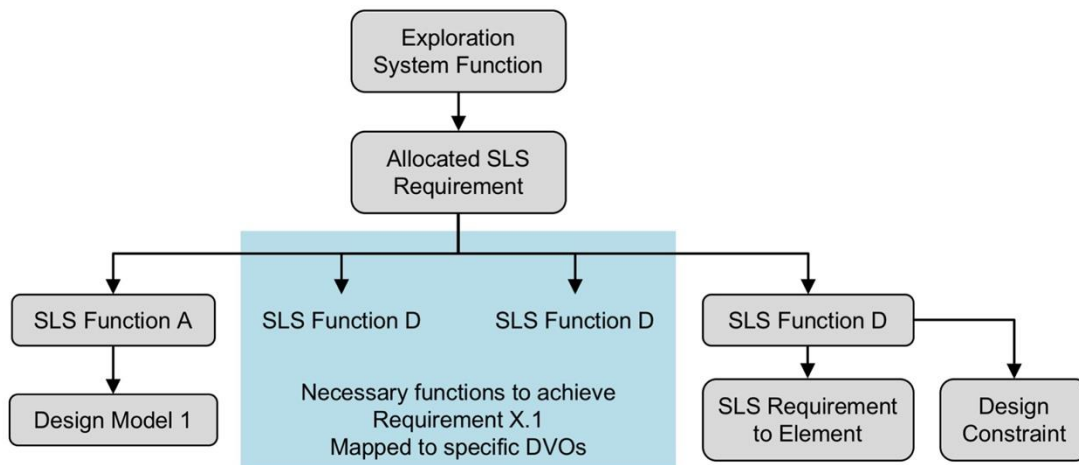 Exploration
System Function
Allocated SLS
Requirement
SLS Function A
SLS Function D
SLS Function D
SLS Function D
Design Model 1
Necessary functions to achieve
Requirement X.1
Mapped to specific DVOs
SLS Requirement
to Element
Design
Constraint